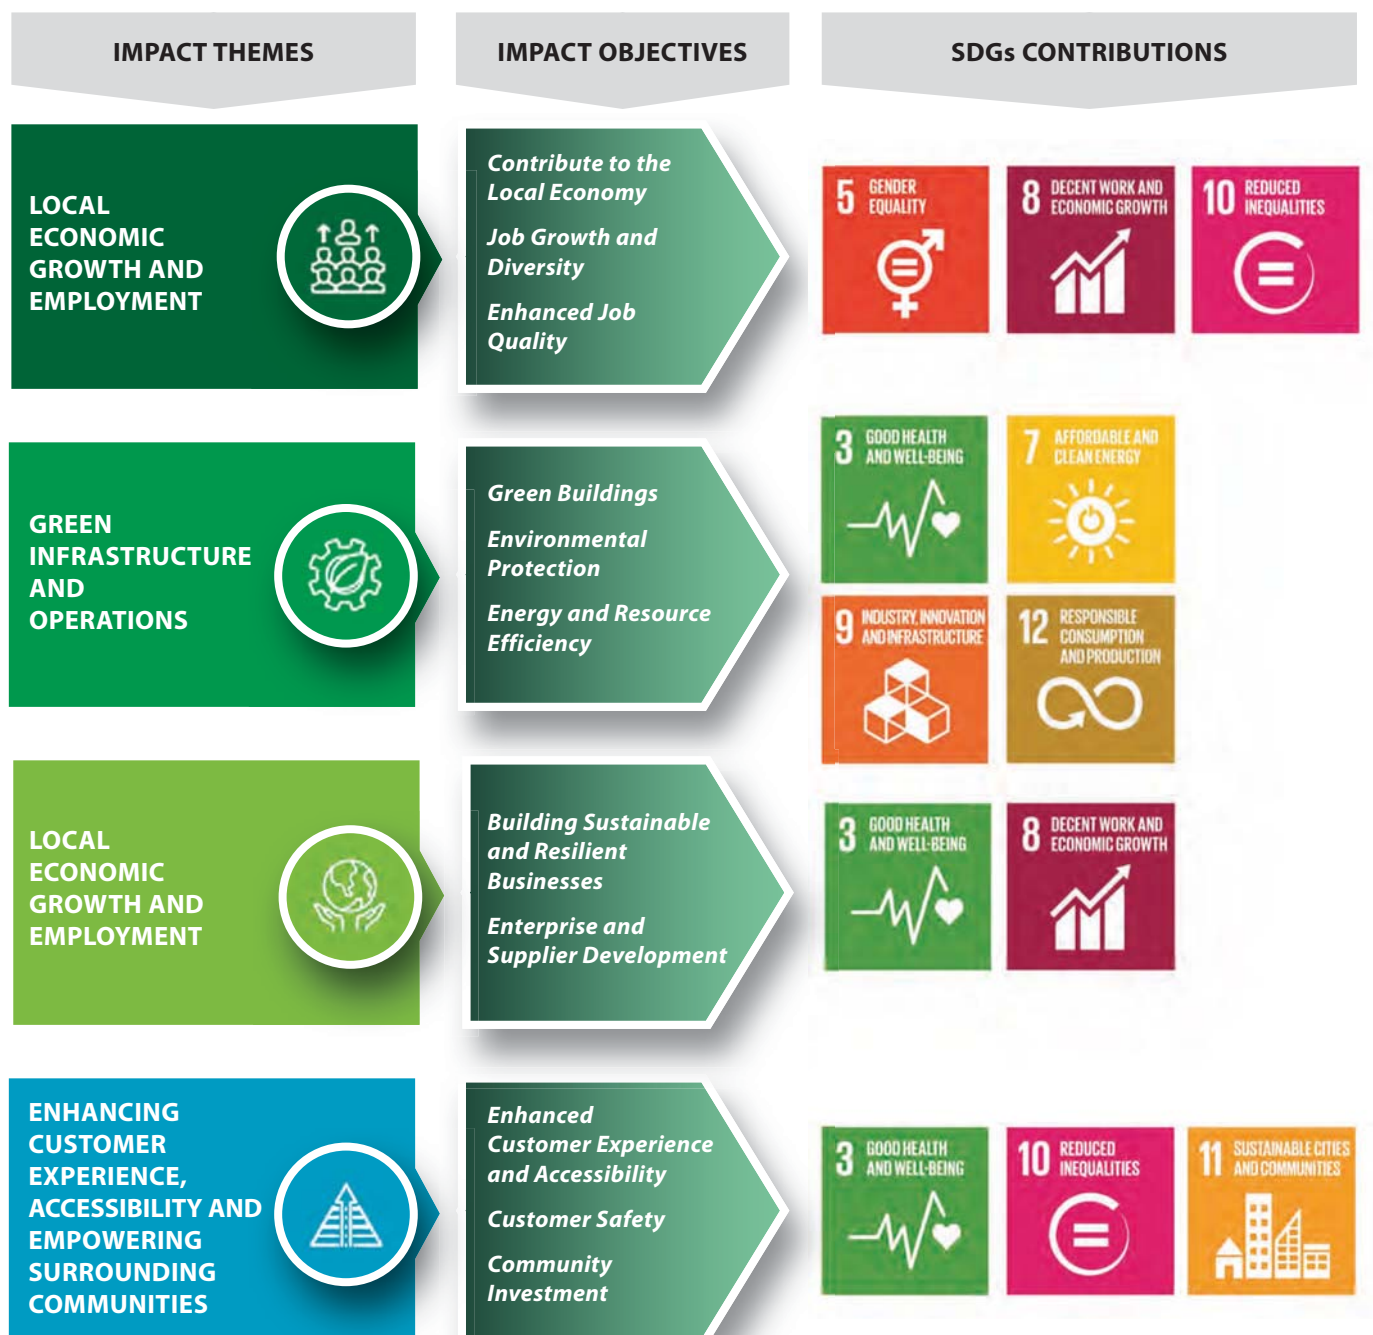 IMPACT THEMES
IMPACT OBJECTIVES
SDGs CONTRIBUTIONS
LOCAL
ECONOMIC
GROWTH AND
EMPLOYMENT
Contribute to the
Local Economy
Job Growth and
Diversity
Enhanced Job
Quality
5 GENDER
EQUALITY
8 DECENT WORK AND
ECONOMIC GROWTH
10 REDUCED
INEQUALITIES
GREEN
INFRASTRUCTURE
AND
OPERATIONS
Green Buildings
Environmental
Protection
Energy and Resource
Efficiency
3 GOOD HEALTH
AND WELL-BEING
7 AFFORDABLE AND
CLEAN ENERGY
9 INDUSTRY, INNOVATION
AND INFRASTRUCTURE
12 RESPONSIBLE
CONSUMPTION
AND PRODUCTION
LOCAL
ECONOMIC
GROWTH AND
EMPLOYMENT
Building Sustainable
and Resilient
Businesses
Enterprise and
Supplier Development
3 GOOD HEALTH
AND WELL-BEING
8 DECENT WORK AND
ECONOMIC GROWTH
ENHANCING
CUSTOMER
EXPERIENCE,
ACCESSIBILITY AND
EMPOWERING
SURROUNDING
COMMUNITIES
Enhanced
Customer Experience
and Accessibility
Customer Safety
Community
Investment
3 GOOD HEALTH
AND WELL-BEING
10 REDUCED
INEQUALITIES
11 SUSTAINABLE CITIES
AND COMMUNITIES